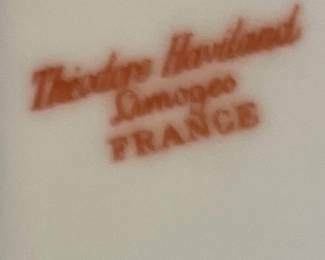 Theodore Haviland
Limoges
FRANCE